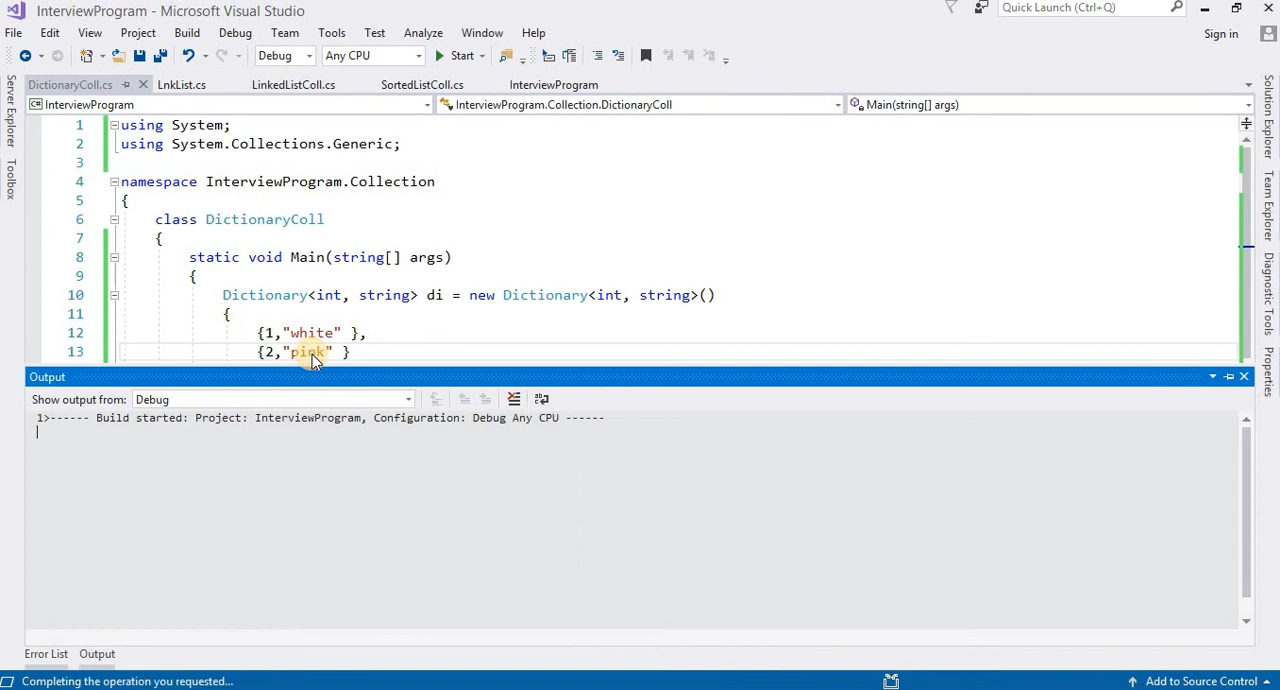 InterviewProgram - Microsoft Visual Studio
Quick Launch (Ctrl+Q)
File Edit View Project Build Debug Team Tools Test Analyze Window Help
Sign in
Debug Any CPU Start
DictionaryColl.cs LnkList.cs LinkedListColl.cs SortedListColl.cs InterviewProgram
InterviewProgram InterviewProgram.Collection.DictionaryColl Main(string[] args)
1 using System;
2 using System.Collections.Generic;
3
4 namespace InterviewProgram.Collection
5 {
6 class DictionaryColl
7 {
8 static void Main(string[] args)
9 {
10 Dictionary<int, string> di = new Dictionary<int, string>()
11 {
12 {1,"white" },
13 {2,"pink" }
Output
Show output from: Debug
1>------ Build started: Project: InterviewProgram, Configuration: Debug Any CPU ------
Error List Output
Completing the operation you requested...
Add to Source Control
Server Explorer
Toolbox
Solution Explorer
Team Explorer
Diagnostic Tools
Properties